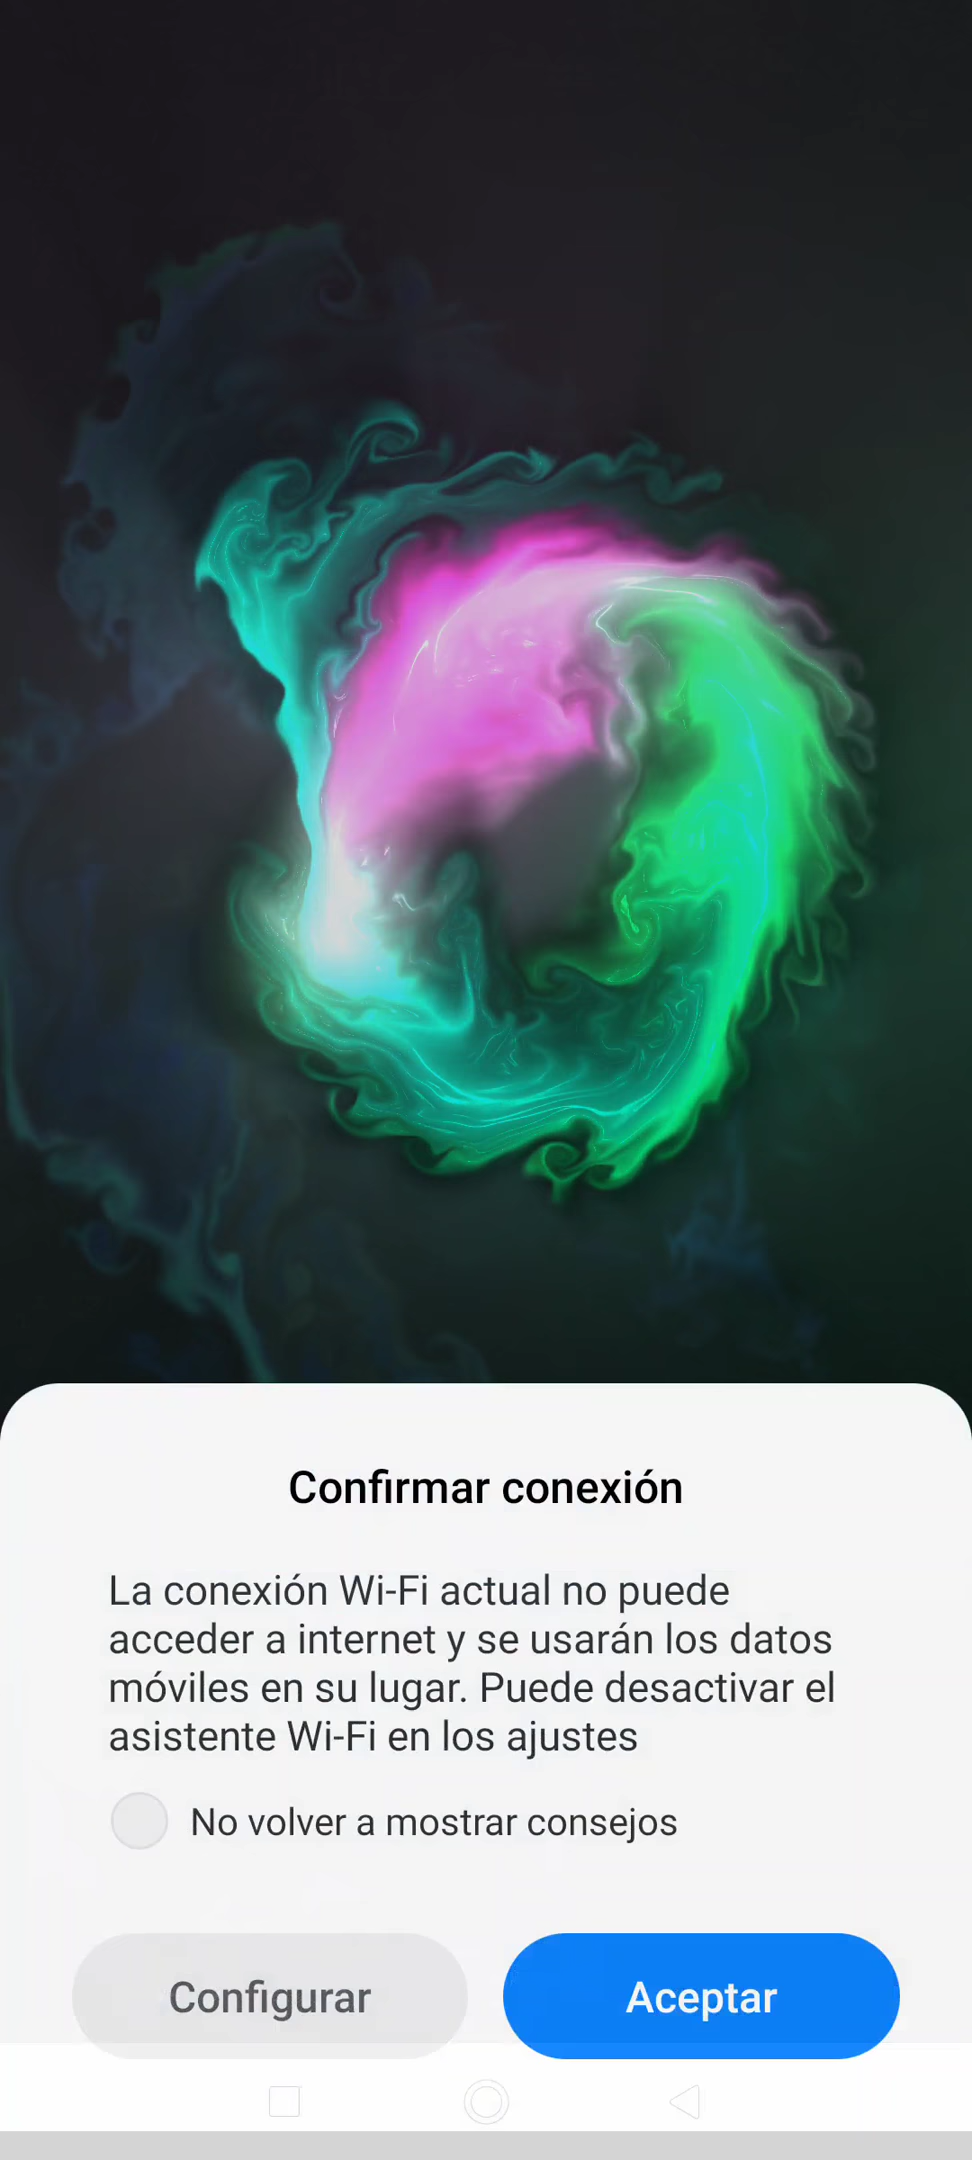 Confirmar conexión
La conexión Wi-Fi actual no puede
acceder a internet y se usarán los datos
móviles en su lugar. Puede desactivar el
asistente Wi-Fi en los ajustes
No volver a mostrar consejos
Configurar
Aceptar